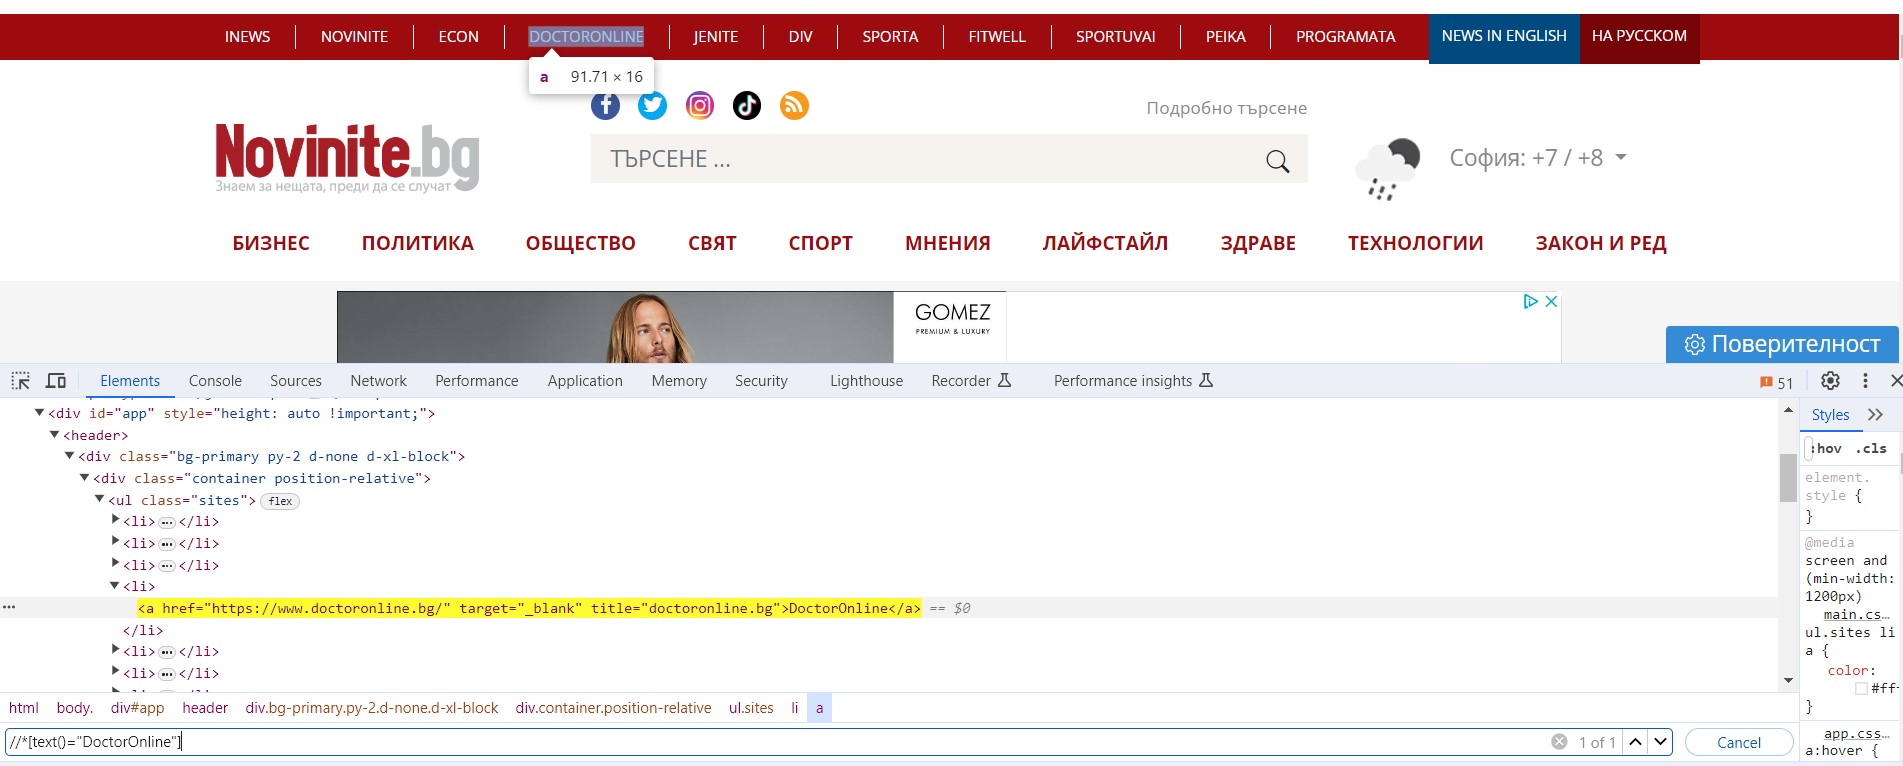 INEWS NOVINITE ECON DOCTORONLINE JENITE DIV SPORTA FITWELL SPORTUVAI PEIKA PROGRAMATA NEWS IN ENGLISH НА РУССКОМ
a 91.71 × 16
Подробно търсене
Novinite.bg
Знаем за нещата, преди да се случат
ТЪРСЕНЕ ...
София: +7 / +8
БИЗНЕС ПОЛИТИКА ОБЩЕСТВО СВЯТ СПОРТ МНЕНИЯ ЛАЙФСТАЙЛ ЗДРАВЕ ТЕХНОЛОГИИ ЗАКОН И РЕД
GOMEZ
PREMIUM & LUXURY
Поверителност
Elements Console Sources Network Performance Application Memory Security Lighthouse Recorder Performance insights 51
<div id="app" style="height: auto !important;">
<header>
<div class="bg-primary py-2 d-none d-xl-block">
<div class="container position-relative">
<ul class="sites"> flex
<li>…</li>
<li>…</li>
<li>…</li>
<li>
<a href="https://www.doctoronline.bg/" target="_blank" title="doctoronline.bg">DoctorOnline</a> == $0
</li>
<li>…</li>
<li>…</li>
Styles
:hov .cls
element.
style {
}
@media
screen and
(min-width:
1200px)
main.cs…
ul.sites li
a {
color:
#ff
}
app.css…
a:hover {
html body. div#app header div.bg-primary.py-2.d-none.d-xl-block div.container.position-relative ul.sites li a
//*[text()="DoctorOnline"] 1 of 1 Cancel